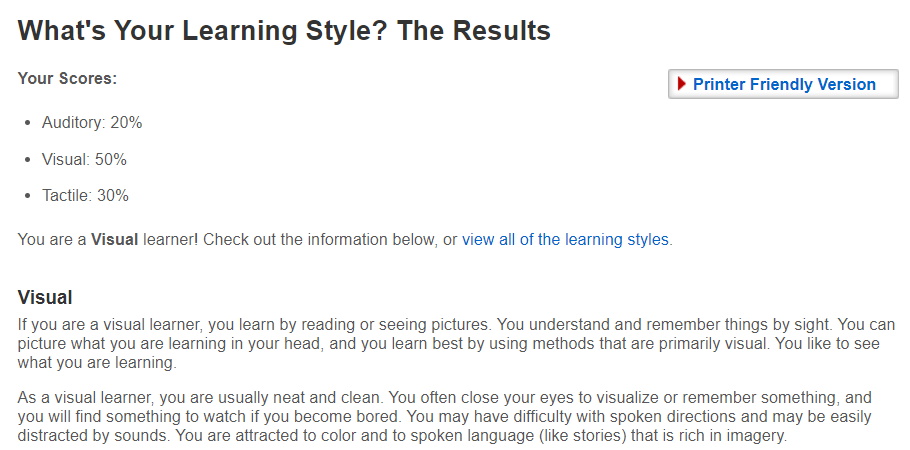 What's Your Learning Style? The Results
Your Scores:
Printer Friendly Version
Auditory: 20%
Visual: 50%
Tactile: 30%
You are a Visual learner! Check out the information below, or view all of the learning styles.
Visual
If you are a visual learner, you learn by reading or seeing pictures. You understand and remember things by sight. You can
picture what you are learning in your head, and you learn best by using methods that are primarily visual. You like to see
what you are learning.
As a visual learner, you are usually neat and clean. You often close your eyes to visualize or remember something, and
you will find something to watch if you become bored. You may have difficulty with spoken directions and may be easily
distracted by sounds. You are attracted to color and to spoken language (like stories) that is rich in imagery.